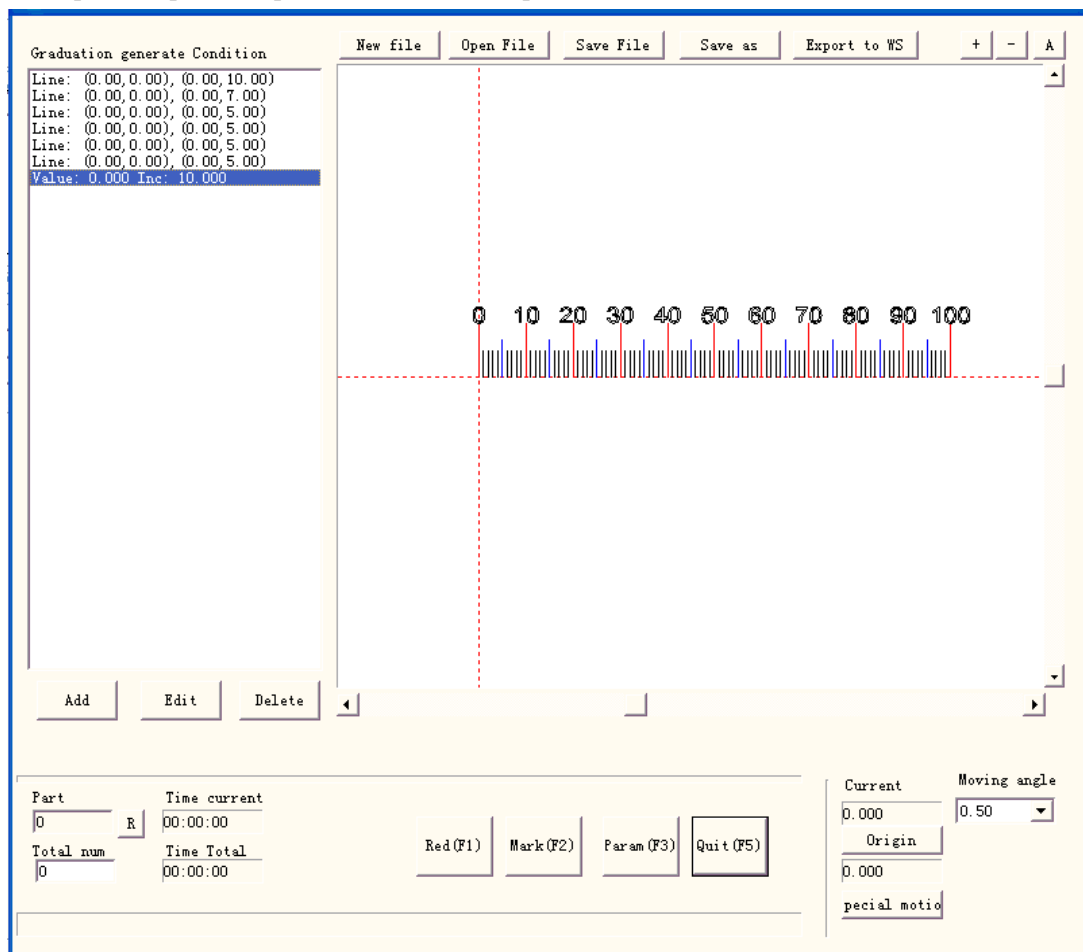 New file Open File Save File Save as Export to WS + - A
Graduation generate Condition
Line: (0.00,0.00), (0.00,10.00)
Line: (0.00,0.00), (0.00,7.00)
Line: (0.00,0.00), (0.00,5.00)
Line: (0.00,0.00), (0.00,5.00)
Line: (0.00,0.00), (0.00,5.00)
Line: (0.00,0.00), (0.00,5.00)
Value: 0.000 Inc: 10.000
0 10 20 30 40 50 60 70 80 90 100
Add Edit Delete
Part Time current
0 R 00:00:00
Total num Time Total
0 00:00:00
Red(F1) Mark(F2) Param(F3) Quit(F5)
Current Moving angle
0.000 0.50
Origin
0.000
pecial motio